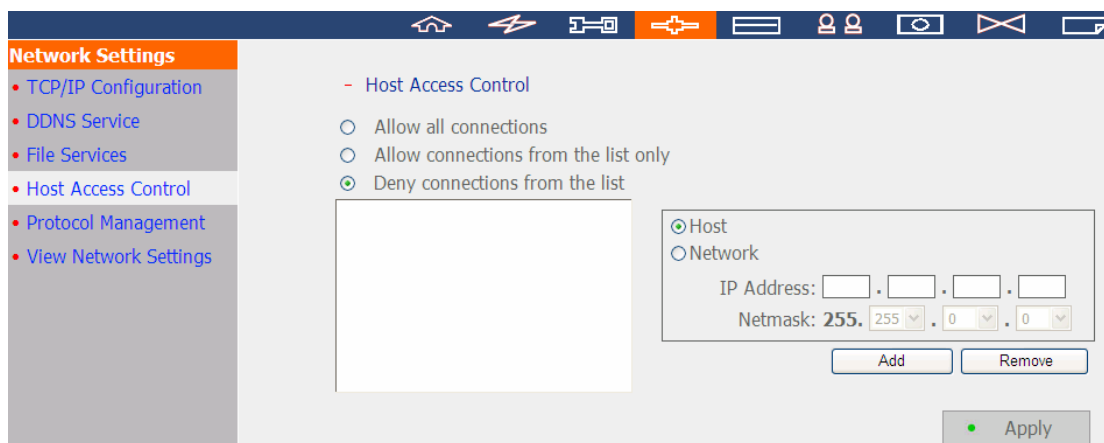 Network Settings
• TCP/IP Configuration
• DDNS Service
• File Services
• Host Access Control
• Protocol Management
• View Network Settings
– Host Access Control
Allow all connections
Allow connections from the list only
Deny connections from the list
Host
Network
IP Address: . . .
Netmask: 255. 255 . 0 . 0
Add Remove
Apply